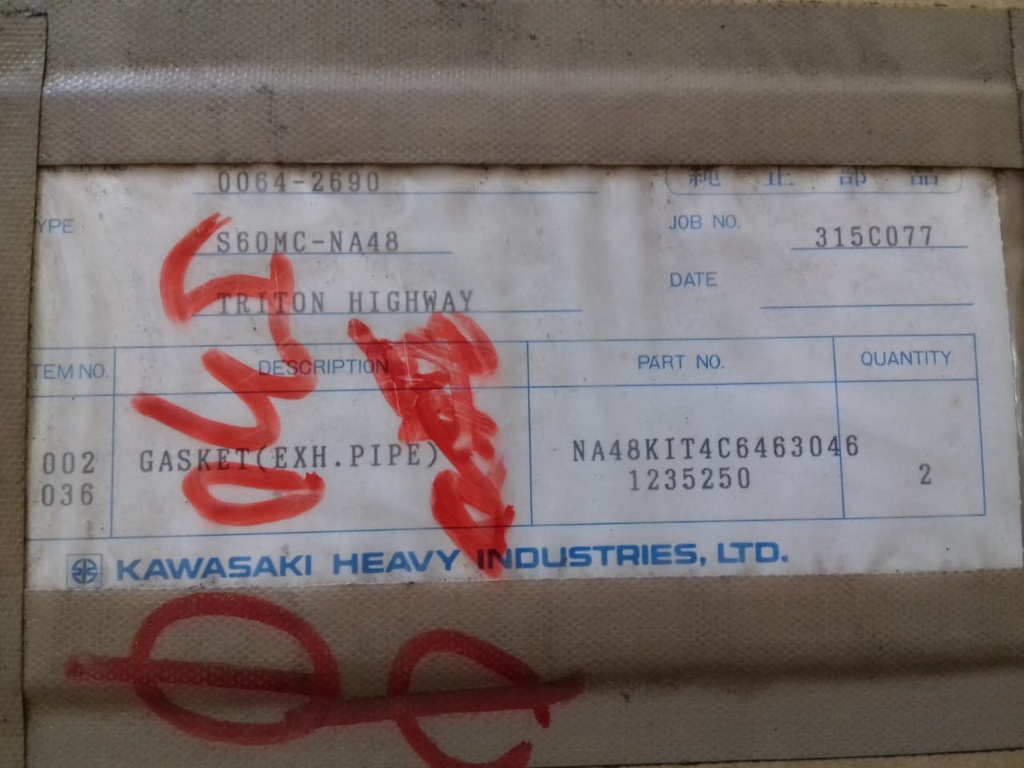 0064-2690
純正部品
YPE S60MC-NA48
JOB NO. 315C077
TRITON HIGHWAY
DATE
TEM NO. DESCRIPTION PART NO. QUANTITY
002 GASKET(EXH.PIPE) NA48KIT4C6463046
036 1235250 2
KAWASAKI HEAVY INDUSTRIES, LTD.